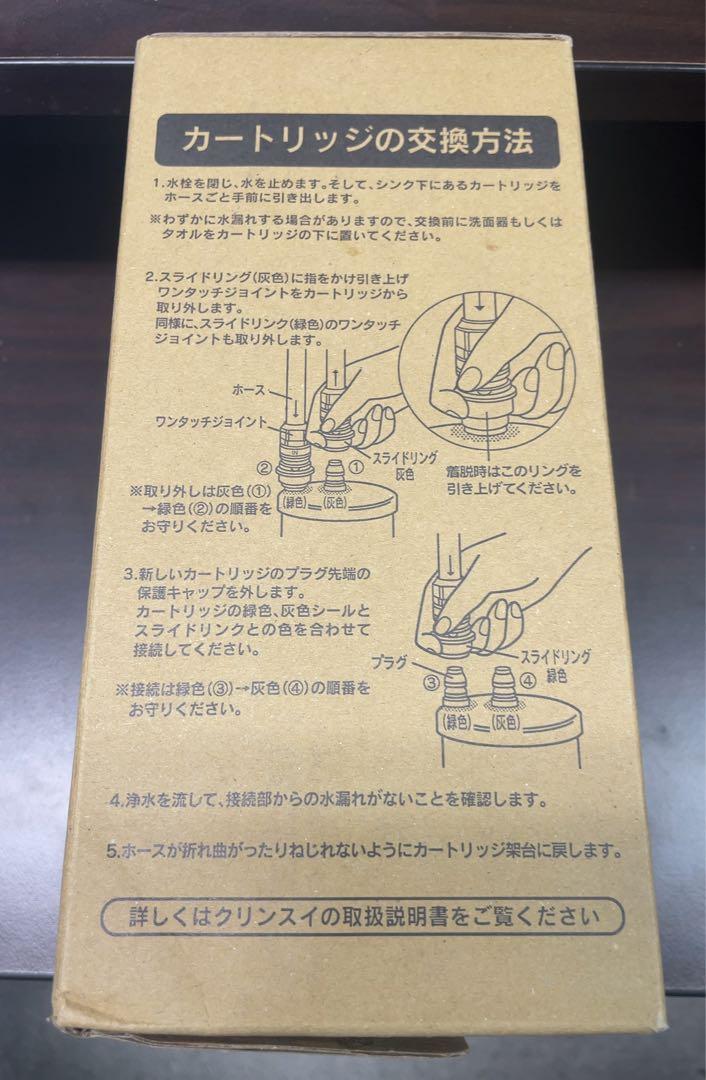 カートリッジの交換方法
1.水栓を閉じ、水を止めます。そして、シンク下にあるカートリッジを
ホースごと手前に引き出します。
※わずかに水漏れする場合がありますので、交換前に洗面器もしくは
タオルをカートリッジの下に置いてください。
2.スライドリング(灰色)に指をかけ引き上げ
ワンタッチジョイントをカートリッジから
取り外します。
同様に、スライドリンク(緑色)のワンタッチ
ジョイントも取り外します。
ホース
ワンタッチジョイント
IN
②
①
スライドリング
灰色
(緑色)
(灰色)
着脱時はこのリングを
引き上げてください。
※取り外しは灰色(①)
→緑色(②)の順番を
お守りください。
3.新しいカートリッジのプラグ先端の
保護キャップを外します。
カートリッジの緑色、灰色シールと
スライドリンクとの色を合わせて
接続してください。
※接続は緑色(③)→灰色(④)の順番を
お守りください。
プラグ
③
④
スライドリング
緑色
(緑色)
(灰色)
4.浄水を流して、接続部からの水漏れがないことを確認します。
5.ホースが折れ曲がったりねじれないようにカートリッジ架台に戻します。
詳しくはクリンスイの取扱説明書をご覧ください